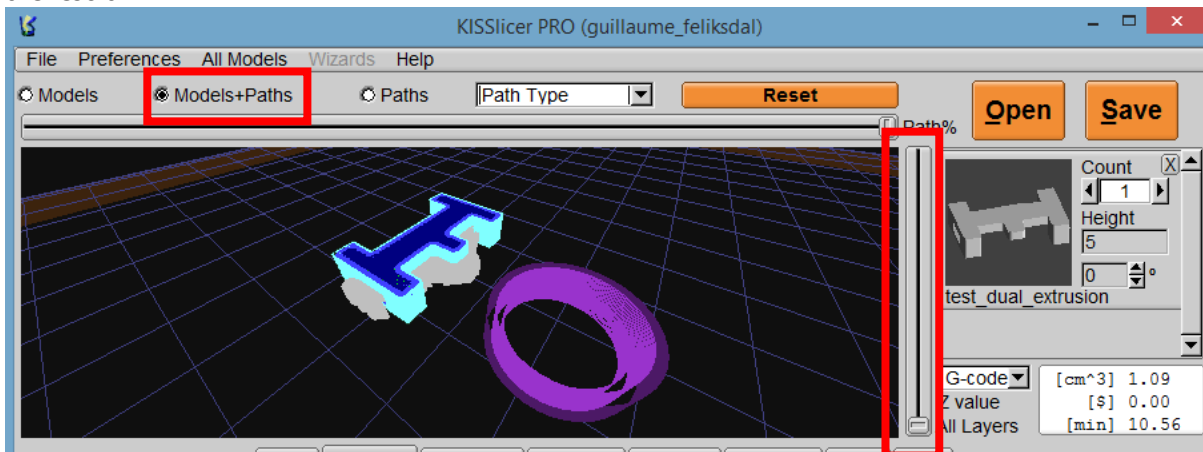 KISSlicer PRO (guillaume_feliksdal)
File Preferences All Models Wizards Help
Models Models+Paths Paths Path Type Reset
Path%
Open Save
Count X
1
Height
5
0 °
test_dual_extrusion
G-code [cm^3] 1.09
Z value [$] 0.00
All Layers [min] 10.56